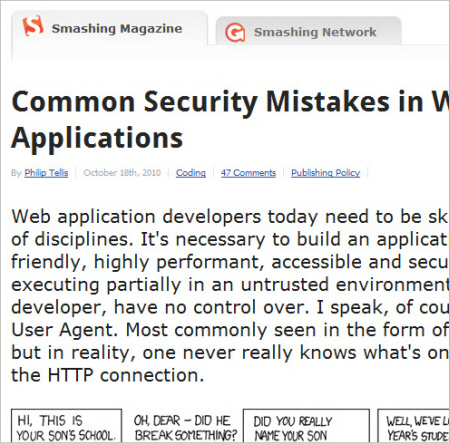 Smashing Magazine
Smashing Network
Common Security Mistakes in W
Applications
By Philip Tells | October 18th, 2010 | Coding | 47 Comments | Publishing Policy |
Web application developers today need to be sk
of disciplines. It's necessary to build an applicat
friendly, highly performant, accessible and secu
executing partially in an untrusted environment
developer, have no control over. I speak, of cou
User Agent. Most commonly seen in the form of
but in reality, one never really knows what's on
the HTTP connection.
HI, THIS IS
YOUR SON'S SCHOOL.
OH, DEAR – DID HE
BREAK SOMETHING?
DID YOU REALLY
NAME YOUR SON
WELL, WE'VE L
YEAR'S STUDE